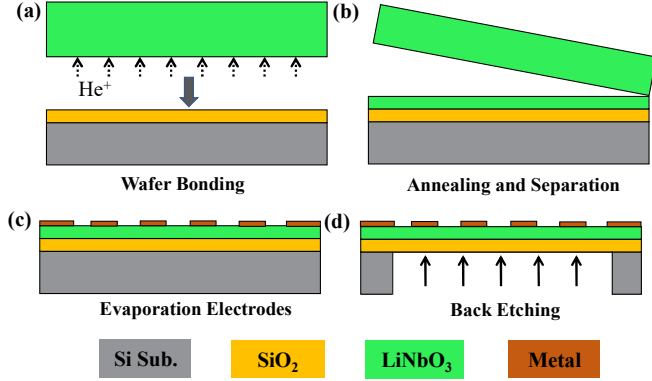 (a)
(b)
He⁺
Wafer Bonding
Annealing and Separation
(c)
(d)
Evaporation Electrodes
Back Etching
Si Sub.
SiO₂
LiNbO₃
Metal